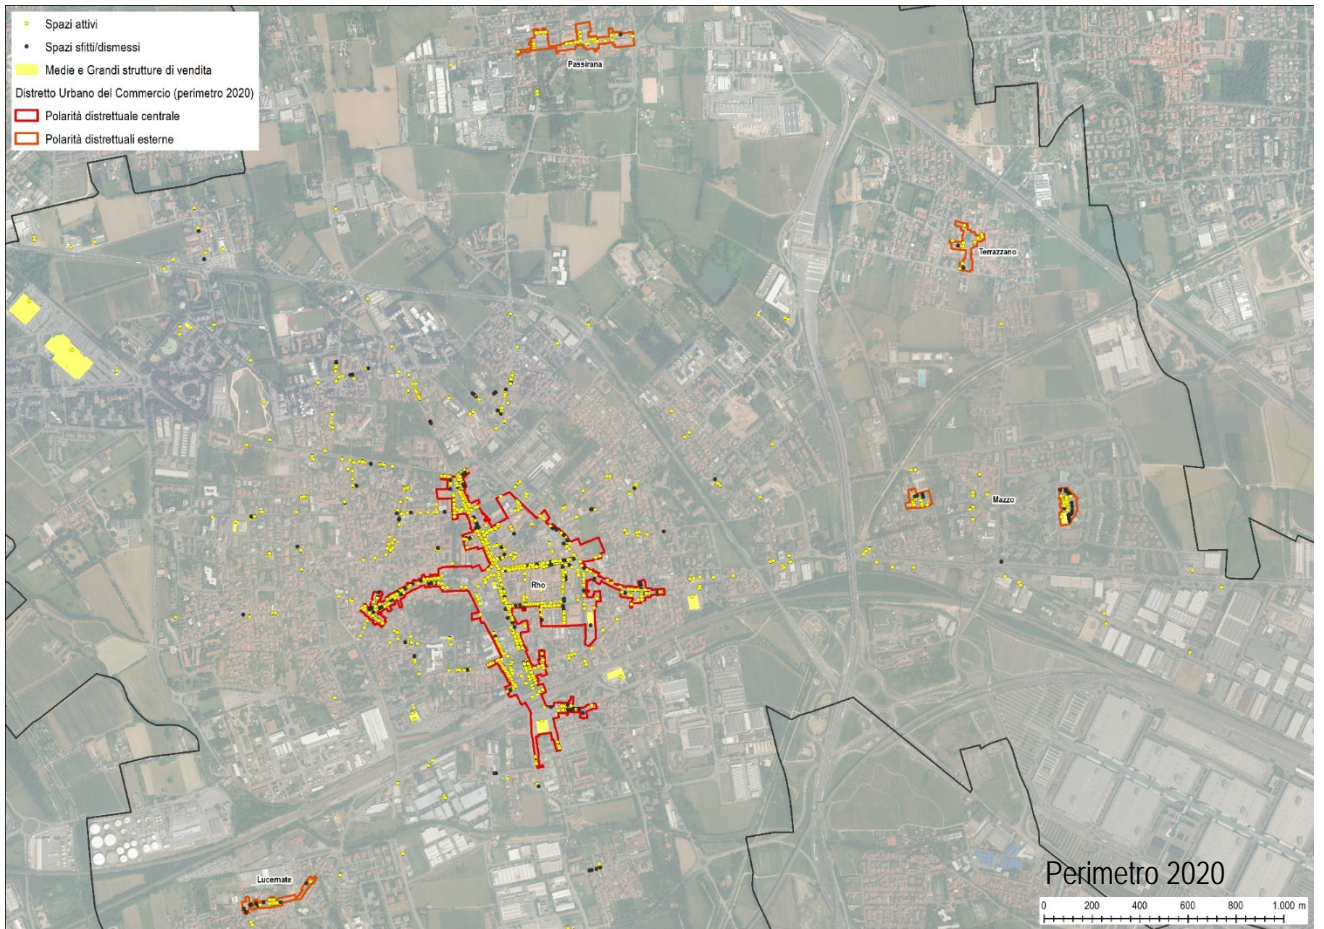 Spazi attivi
Spazi sfitti/dismessi
Medie e Grandi strutture di vendita
Distretto Urbano del Commercio (perimetro 2020)
Polarità distrettuale centrale
Polarità distrettuali esterne
Passirana
Terrazzano
Mazzo
Rho
Lucernate
Perimetro 2020
0 200 400 600 800 1.000 m